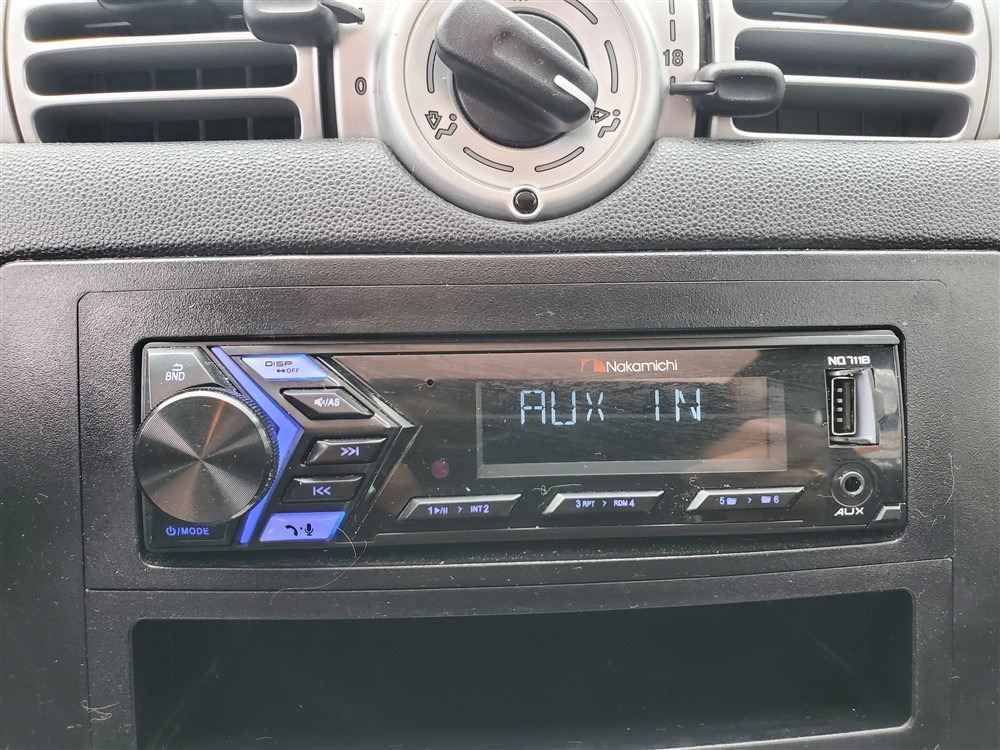 0
18
BND
DISP
OFF
/AS
Nakamichi
NQ711B
AUX IN
1 > INT 2
3 RPT > RDM 4
5 > 6
/MODE
AUX